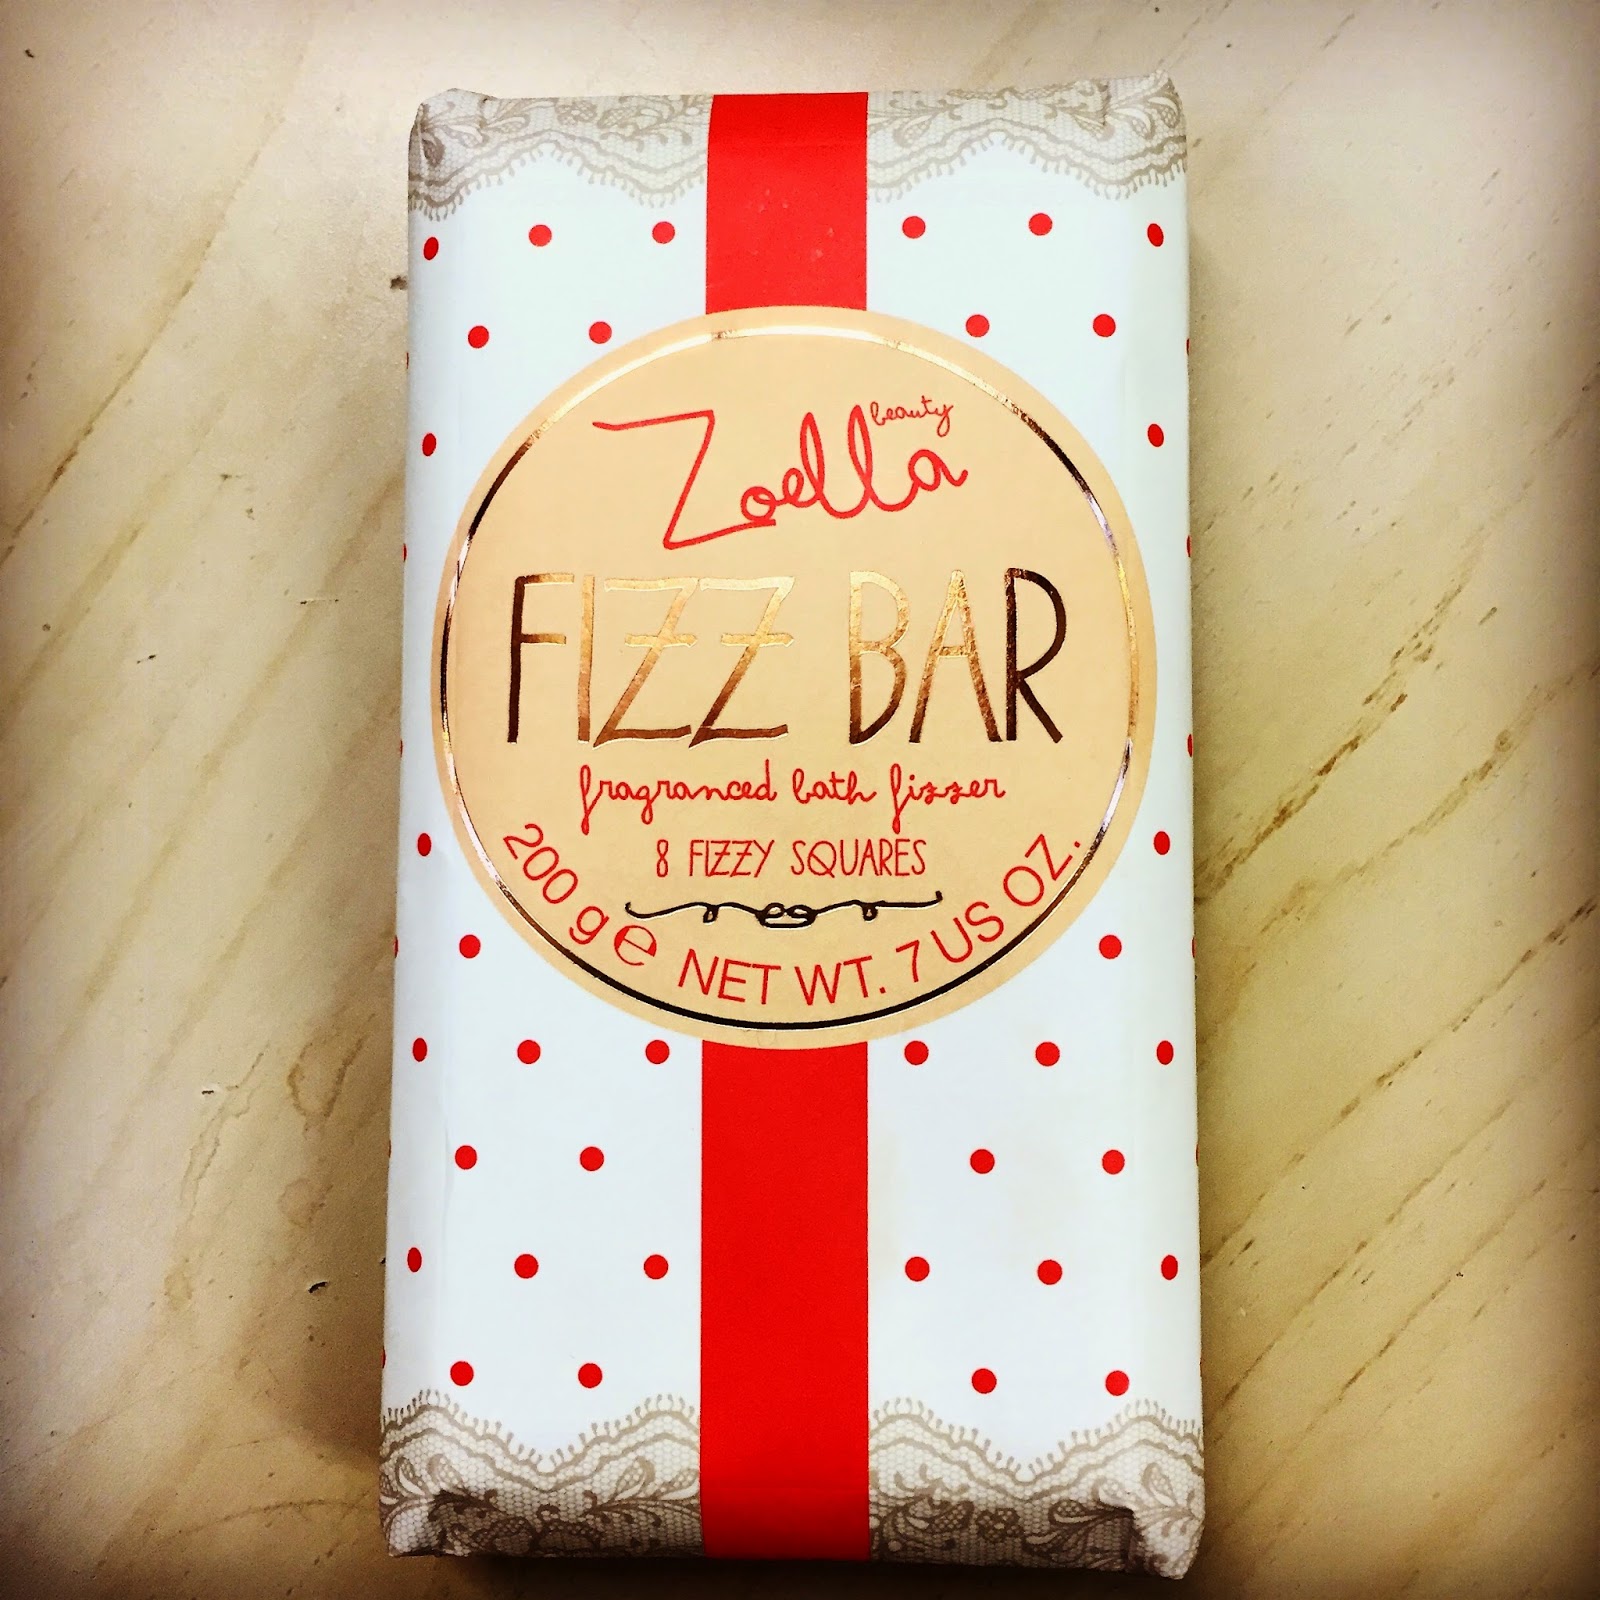 Zoella beauty
FIZZ BAR
fragranced bath fizzer
8 FIZZY SQUARES
200 g ℮ NET WT. 7 US OZ.